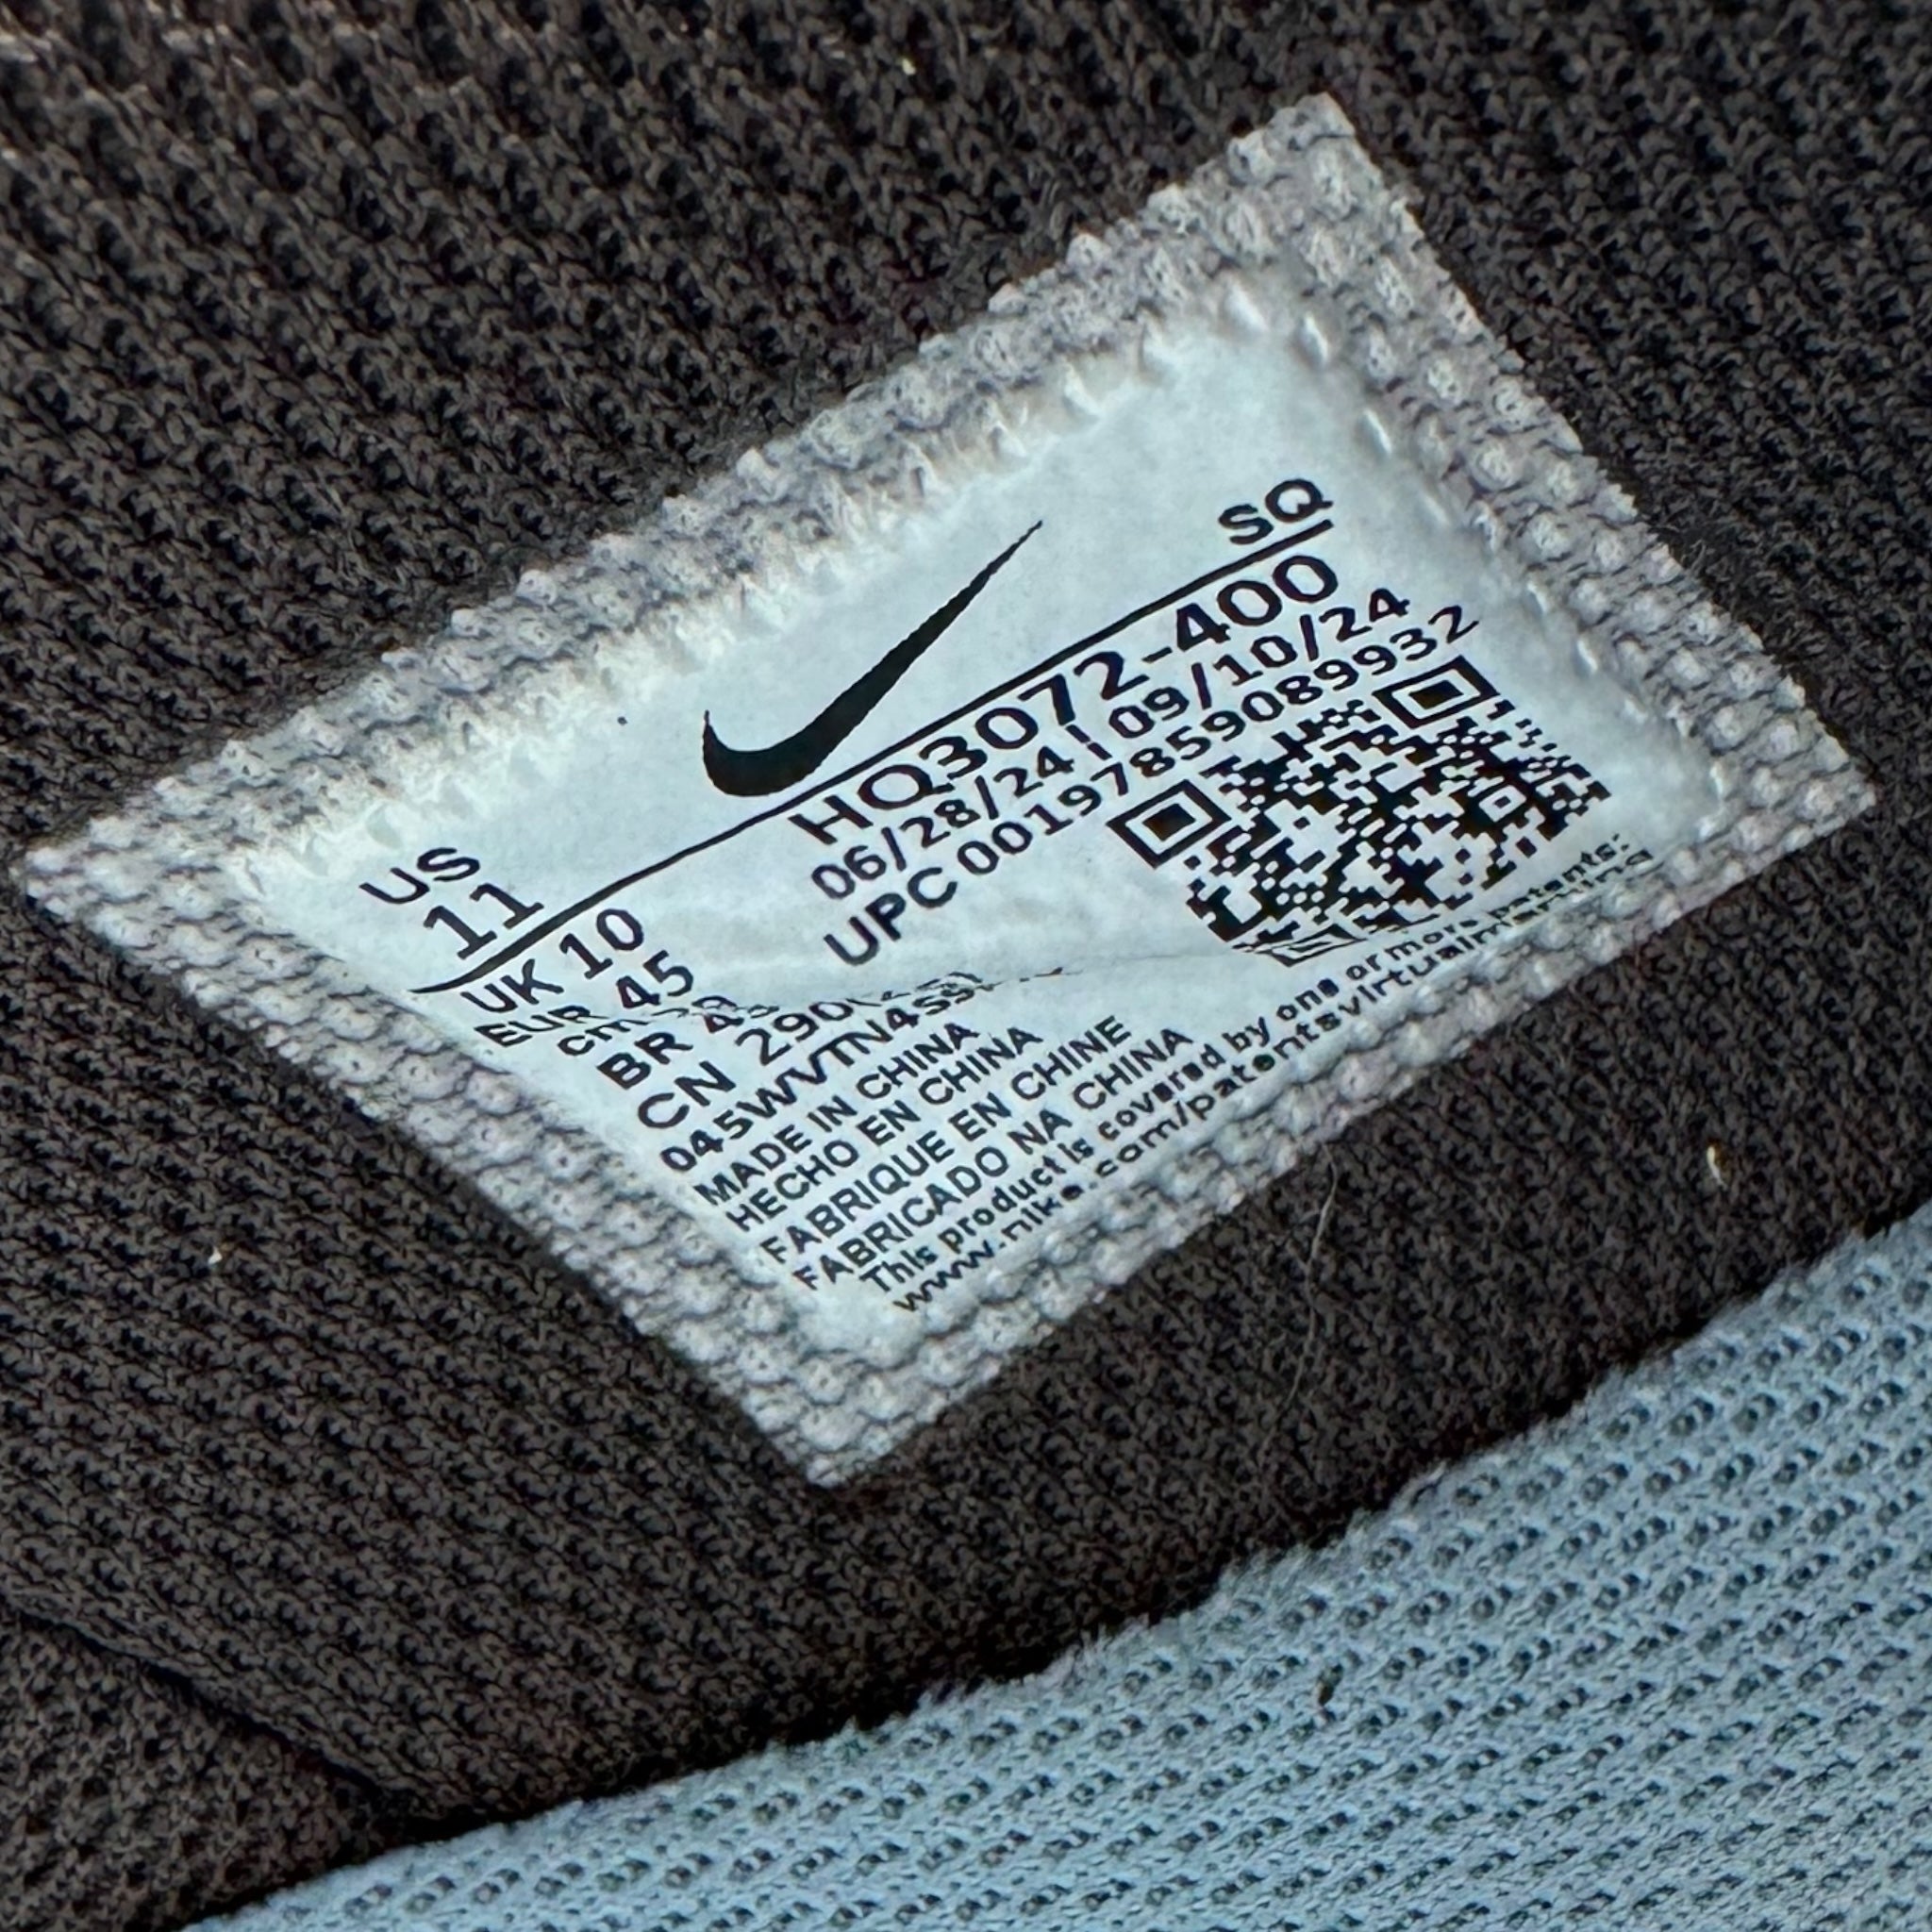 US
11
SQ
UK 10
EUR 45
cm
BR
CN
HQ3072-400
06/28/24 | 09/10/24
UPC 00197859089932
MADE IN CHINA
HECHO EN CHINA
FABRIQUE EN CHINE
FABRICADO NA CHINA
This product is covered by one or more patents:
www.nike.com/patentsvirtualmarking